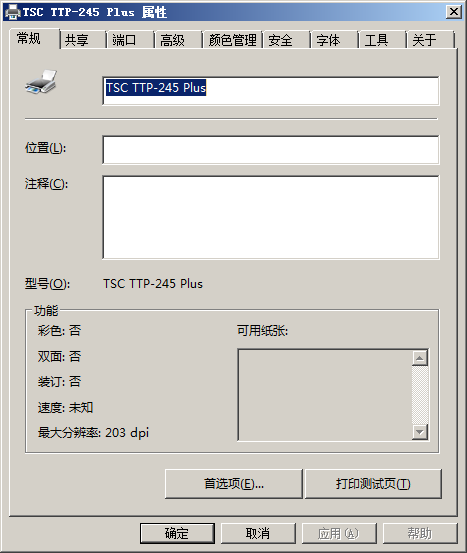 TSC TTP-245 Plus 属性
常规 共享 端口 高级 颜色管理 安全 字体 工具 关于
TSC TTP-245 Plus
位置(L):
注释(C):
型号(O): TSC TTP-245 Plus
功能
彩色: 否 可用纸张:
双面: 否
装订: 否
速度: 未知
最大分辨率: 203 dpi
首选项(E)... 打印测试页(T)
确定 取消 应用(A) 帮助